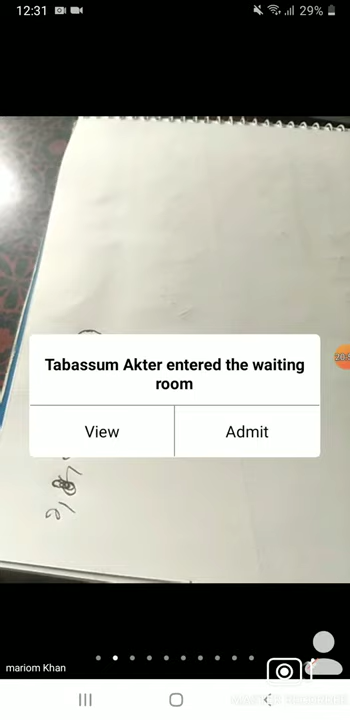 12:31
29%
Tabassum Akter entered the waiting
room
View
Admit
mariom Khan